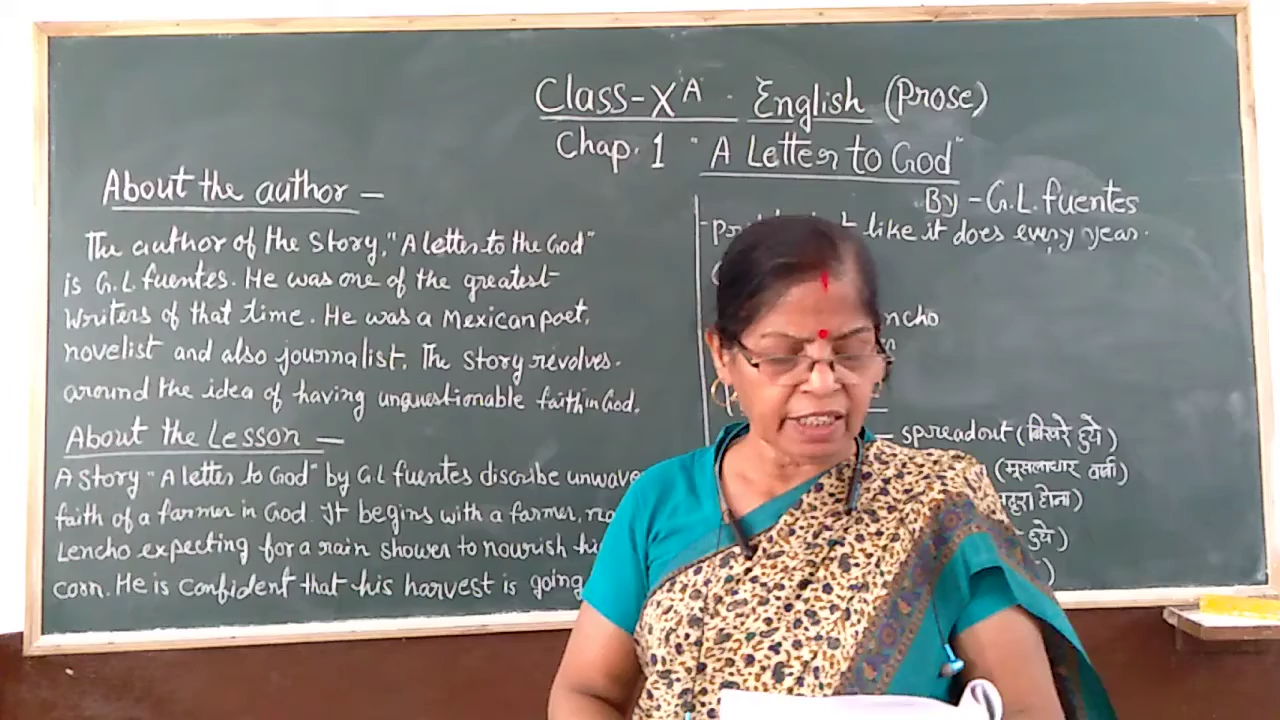 Class-X A . English (Prose)
Chap. 1 "A Letter to God"
By - G.L. fuentes
About the author —
The author of the story, "A letter to the God"
is G.L. fuentes. He was one of the greatest
writers of that time. He was a Mexican poet,
novelist and also journalist. The story revolves.
around the idea of having unquestionable faith in God.
About the Lesson —
A story "A letter to God" by G.L fuentes discribe
faith of a farmer in God. It begins with a farmer,
Lencho expecting for a rain shower to nourish
corn. He is confident that his harvest is going
like it does every year.
— spreadout (बिखरे हुये)
(मूसलाधार वर्षा)
होना)
हुये)